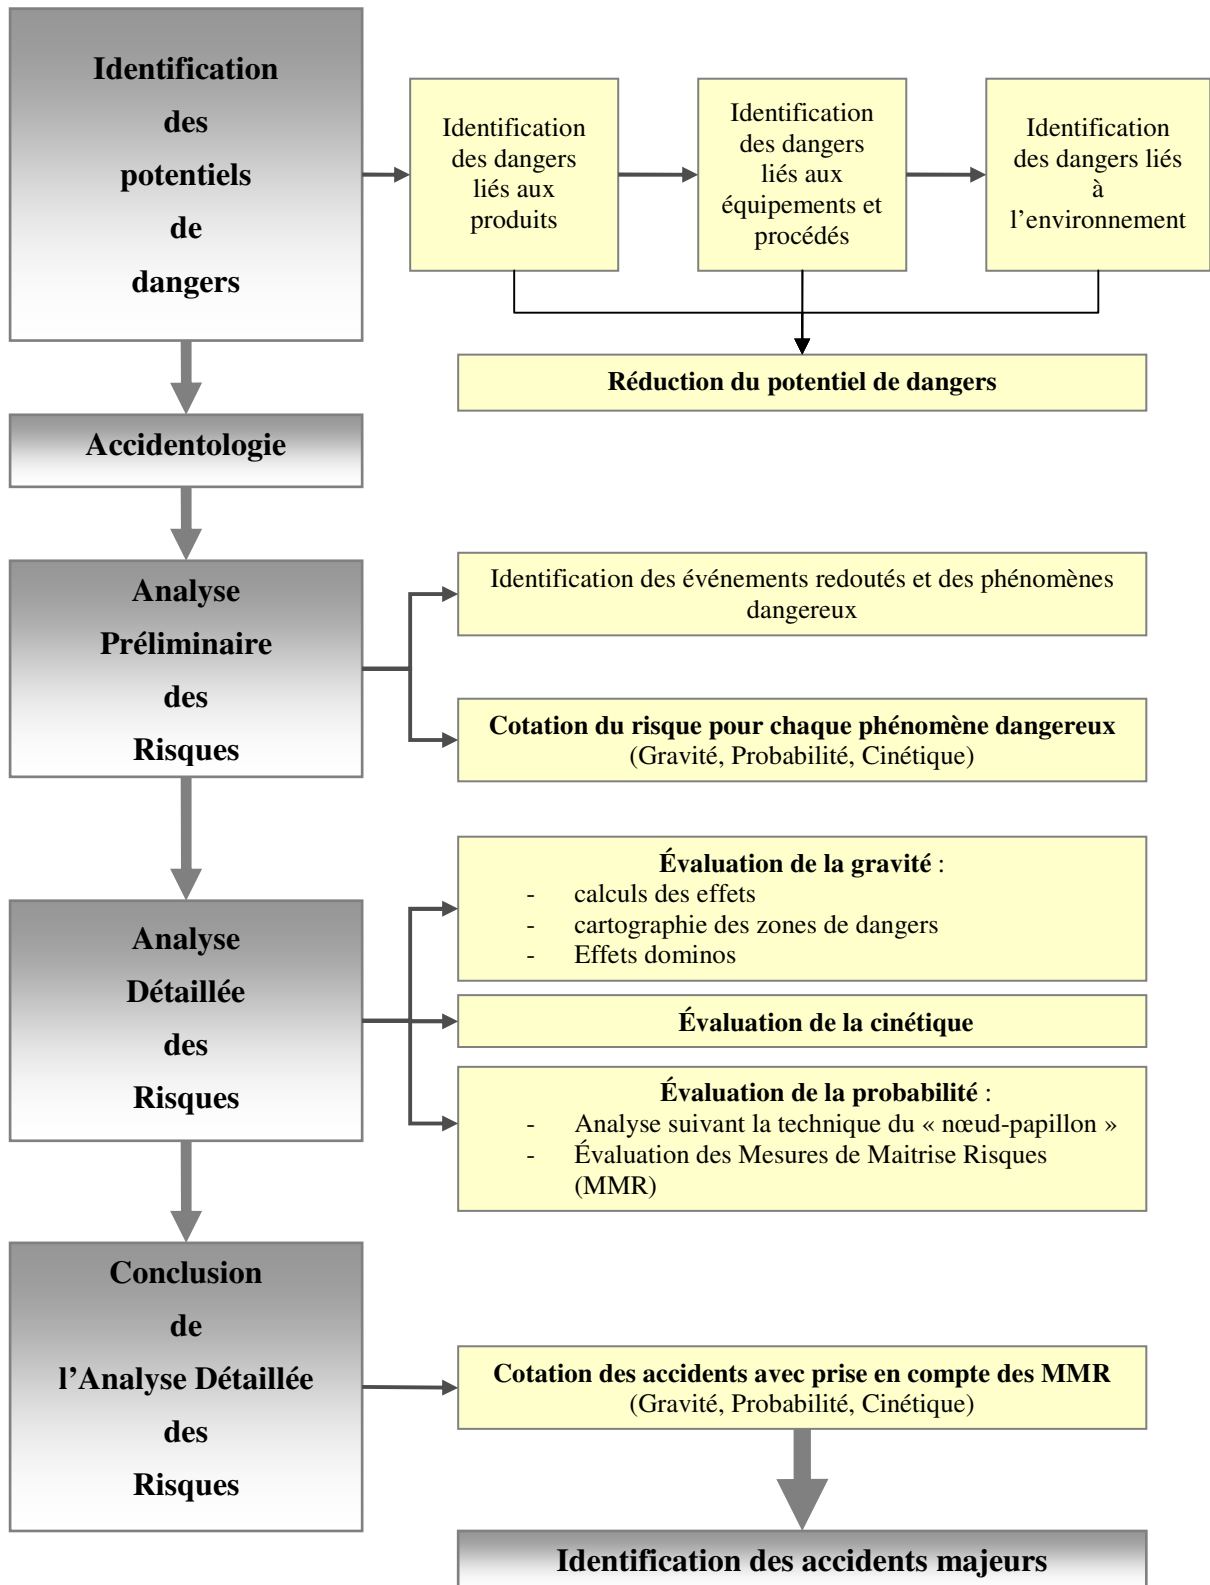 Identification
des
potentiels
de
dangers
Identification
des dangers
liés aux
produits
Identification
des dangers
liés aux
équipements et
procédés
Identification
des dangers liés
à
l’environnement
Réduction du potentiel de dangers
Accidentologie
Analyse
Préliminaire
des
Risques
Identification des événements redoutés et des phénomènes
dangereux
Cotation du risque pour chaque phénomène dangereux
(Gravité, Probabilité, Cinétique)
Analyse
Détaillée
des
Risques
Évaluation de la gravité :
- calculs des effets
- cartographie des zones de dangers
- Effets dominos
Évaluation de la cinétique
Évaluation de la probabilité :
- Analyse suivant la technique du « nœud-papillon »
- Évaluation des Mesures de Maitrise Risques
(MMR)
Conclusion
de
l’Analyse Détaillée
des
Risques
Cotation des accidents avec prise en compte des MMR
(Gravité, Probabilité, Cinétique)
Identification des accidents majeurs